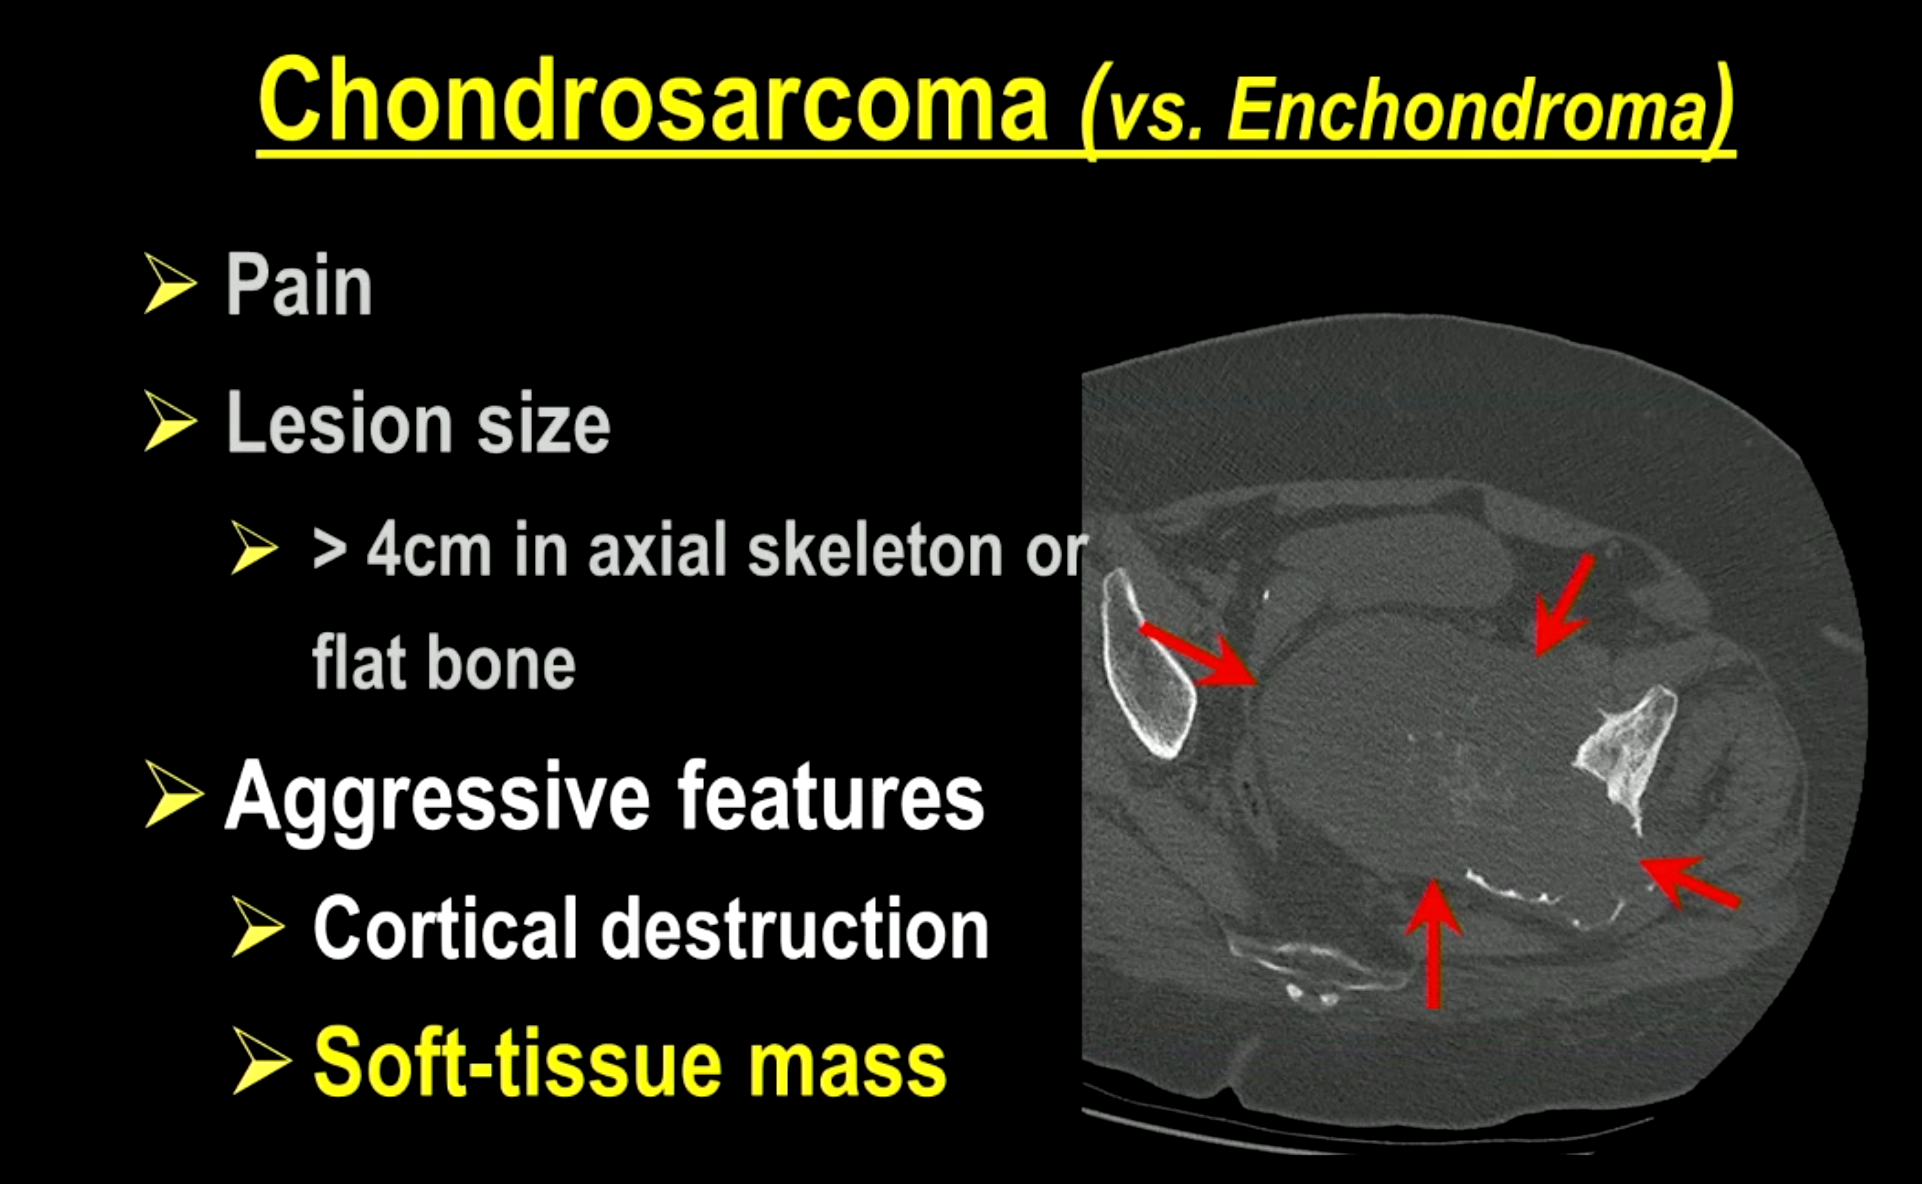 Chondrosarcoma (vs. Enchondroma)
Pain
Lesion size
> 4cm in axial skeleton or
flat bone
Aggressive features
Cortical destruction
Soft-tissue mass